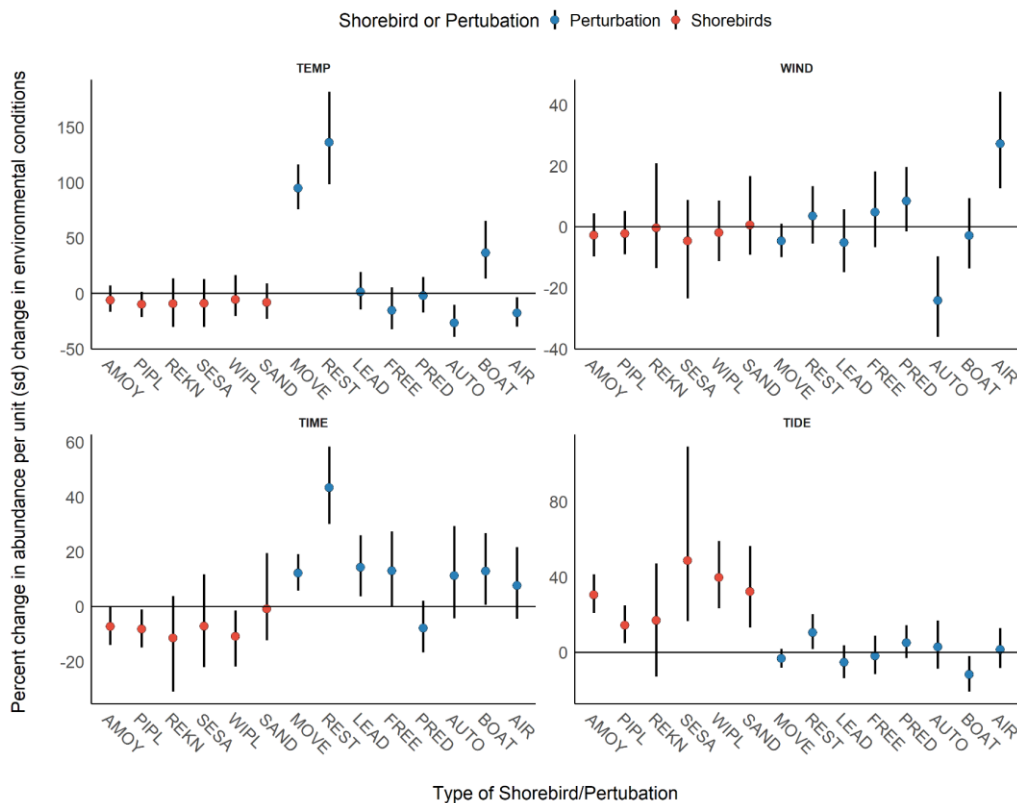 Shorebird or Pertubation Perturbation Shorebirds
Percent change in abundance per unit (sd) change in environmental conditions
TEMP
150
100
50
0
-50
AMOY PIPL REKN SESA WIPL SAND MOVE REST LEAD FREE PRED AUTO BOAT AIR
WIND
40
20
0
-20
-40
AMOY PIPL REKN SESA WIPL SAND MOVE REST LEAD FREE PRED AUTO BOAT AIR
TIME
60
40
20
0
-20
AMOY PIPL REKN SESA WIPL SAND MOVE REST LEAD FREE PRED AUTO BOAT AIR
TIDE
80
40
0
AMOY PIPL REKN SESA WIPL SAND MOVE REST LEAD FREE PRED AUTO BOAT AIR
Type of Shorebird/Pertubation